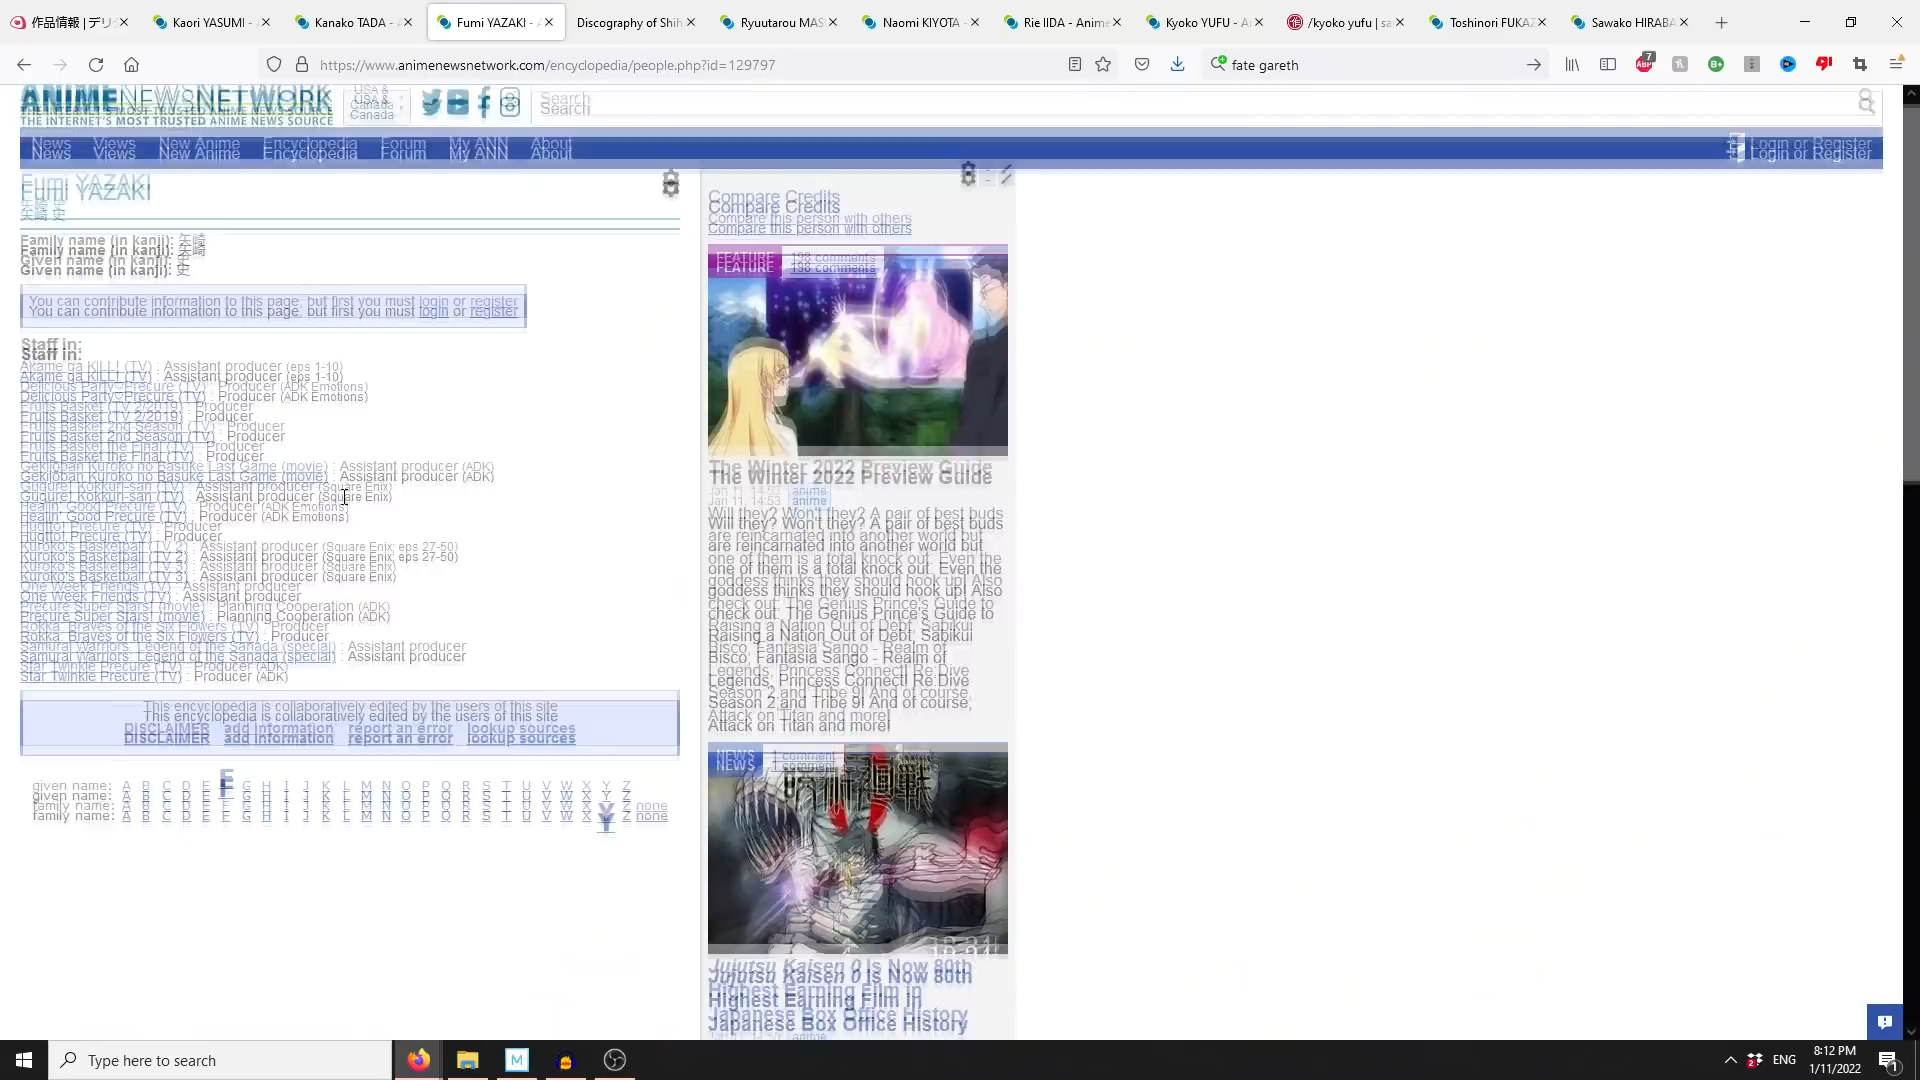 作品情報 | デリ
Kaori YASUMI - A
Kanako TADA - A
Fumi YAZAKI - A
Discography of Shih
Ryuutarou MAS
Naomi KIYOTA -
Rie IIDA - Anime
Kyoko YUFU - A
/kyoko yufu | sa
Toshinori FUKAZ
Sawako HIRABA
https://www.animenewsnetwork.com/encyclopedia/people.php?id=129797
fate gareth
ANIMENEWSNETWORK
THE INTERNET'S MOST TRUSTED ANIME NEWS SOURCE
USA & Canada
Search
News Views New Anime Encyclopedia Forum My ANN About
Login or Register
Fumi YAZAKI
矢崎 史
Family name (in kanji): 矢崎
Given name (in kanji): 史
You can contribute information to this page, but first you must login or register
Staff in:
Akame ga KILL! (TV) : Assistant producer (eps 1-10)
Delicious Party♡Precure (TV) : Producer (ADK Emotions)
Fruits Basket (TV 2/2019) : Producer
Fruits Basket 2nd Season (TV) : Producer
Fruits Basket the Final (TV) : Producer
Gekijōban Kuroko no Basuke Last Game (movie) : Assistant producer (ADK)
Gugure! Kokkuri-san (TV) : Assistant producer (Square Enix)
Healin' Good Precure (TV) : Producer (ADK Emotions)
Hugtto! Precure (TV) : Producer
Kuroko's Basketball (TV 2) : Assistant producer (Square Enix; eps 27-50)
Kuroko's Basketball (TV 3) : Assistant producer (Square Enix)
One Week Friends (TV) : Assistant producer
Precure Super Stars! (movie) : Planning Cooperation (ADK)
Rokka: Braves of the Six Flowers (TV) : Producer
Samurai Warriors: Legend of the Sanada (special) : Assistant producer
Star Twinkle Precure (TV) : Producer (ADK)
This encyclopedia is collaboratively edited by the users of this site
DISCLAIMER add information report an error lookup sources
given name: A B C D E F G H I J K L M N O P Q R S T U V W X Y Z
family name: A B C D E F G H I J K L M N O P Q R S T U V W X Y Z none
Compare Credits
Compare this person with others
FEATURE 198 comments
The Winter 2022 Preview Guide
Jan 11, 14:53 anime
Will they? Won't they? A pair of best buds
are reincarnated into another world but
one of them is a total knock out. Even the
goddess thinks they should hook up! Also
check out: The Genius Prince's Guide to
Raising a Nation Out of Debt, Sabikui
Bisco, Fantasia Sango - Realm of
Legends, Princess Connect! Re:Dive
Season 2 and Tribe 9! And of course,
Attack on Titan and more!
NEWS 1 comment
呪術廻戦
Jujutsu Kaisen 0 Is Now 80th
Highest Earning Film in
Japanese Box Office History
Type here to search
ENG
8:12 PM
1/11/2022